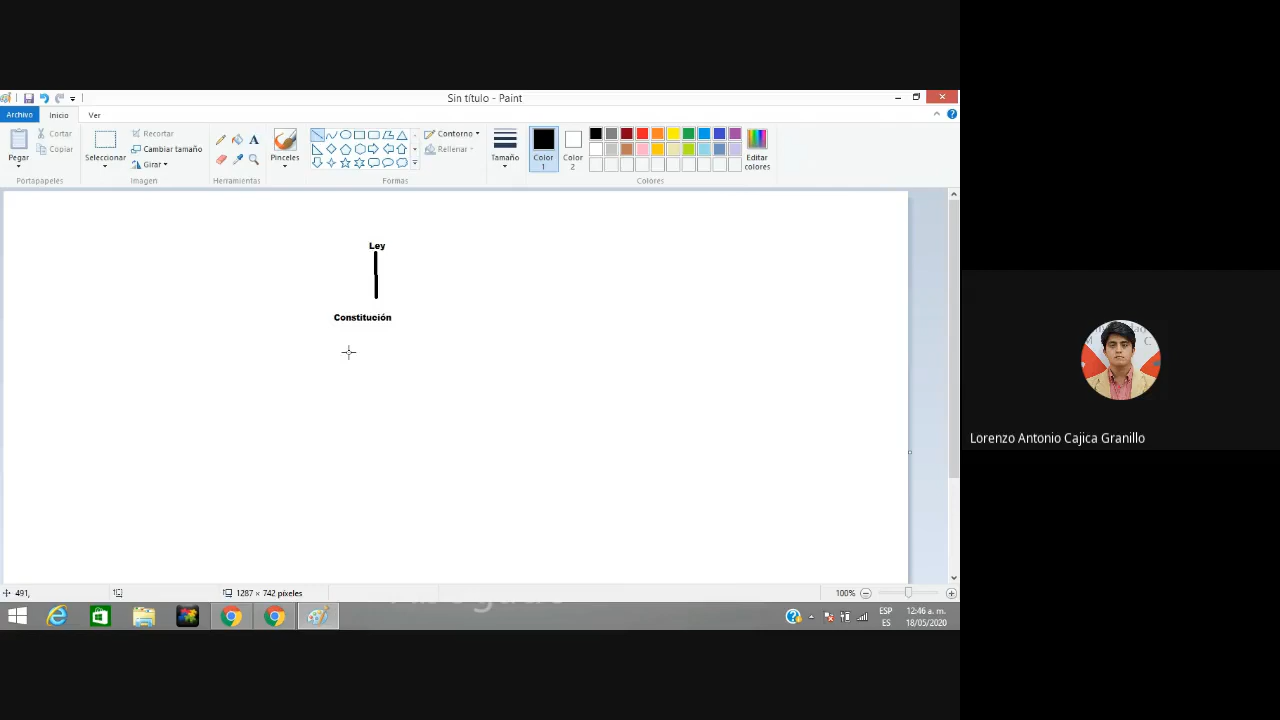 Sin título - Paint
Archivo Inicio Ver
Pegar
Cortar
Copiar
Portapapeles
Seleccionar
Recortar
Cambiar tamaño
Girar
Imagen
Herramientas
Pinceles
Formas
Contorno
Rellenar
Tamaño
Color 1
Color 2
Editar colores
Colores
Ley
Constitución
Lorenzo Antonio Cajica Granillo
491,
1287 × 742 píxeles
100%
ESP
ES
12:46 a. m.
18/05/2020